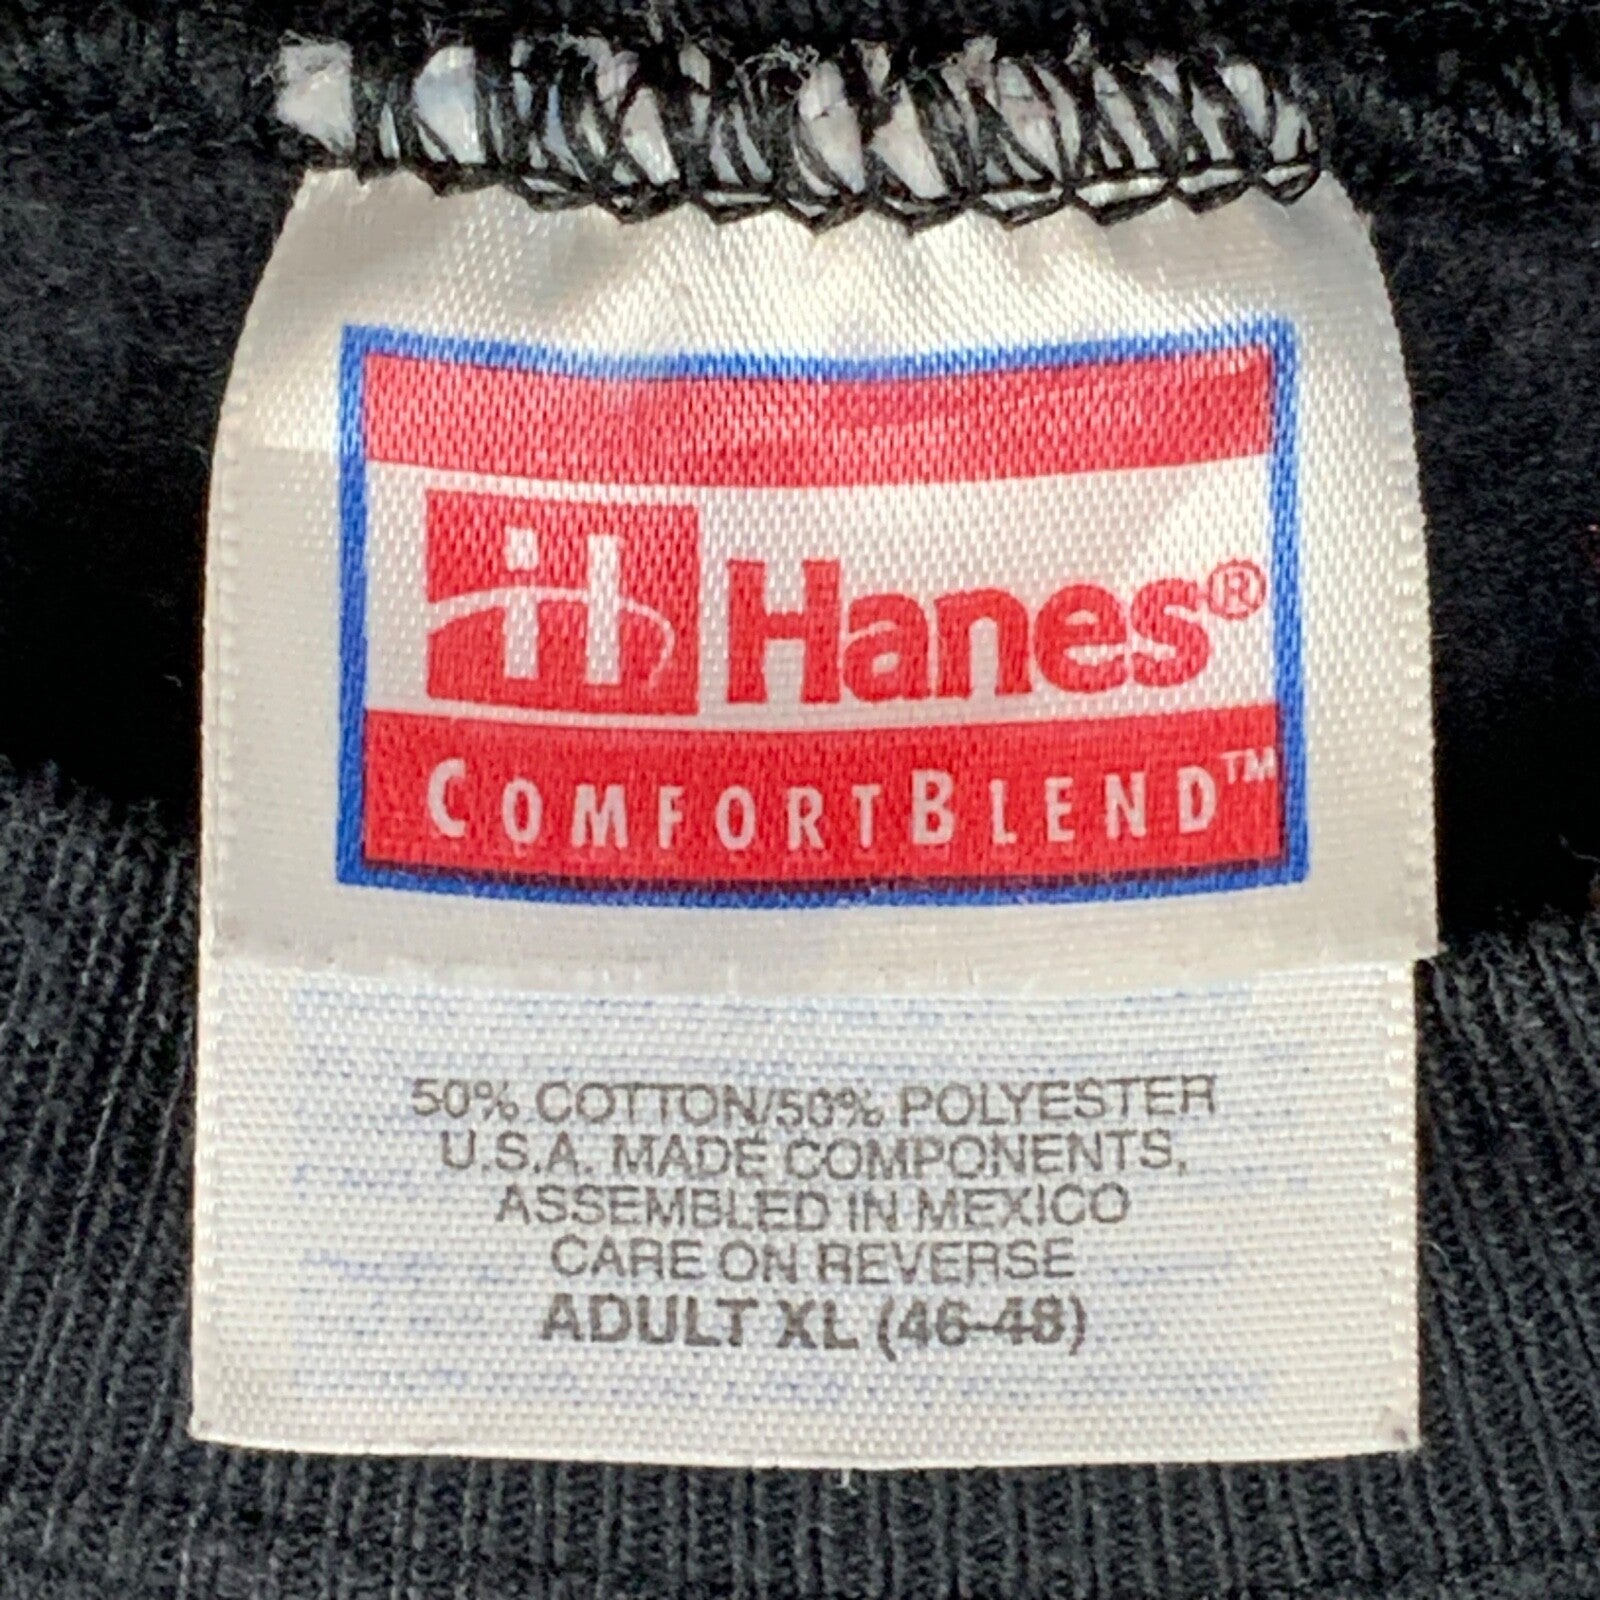 Hanes®
COMFORTBLEND™
50% COTTON/50% POLYESTER
U.S.A. MADE COMPONENTS,
ASSEMBLED IN MEXICO
CARE ON REVERSE
ADULT XL (46-48)